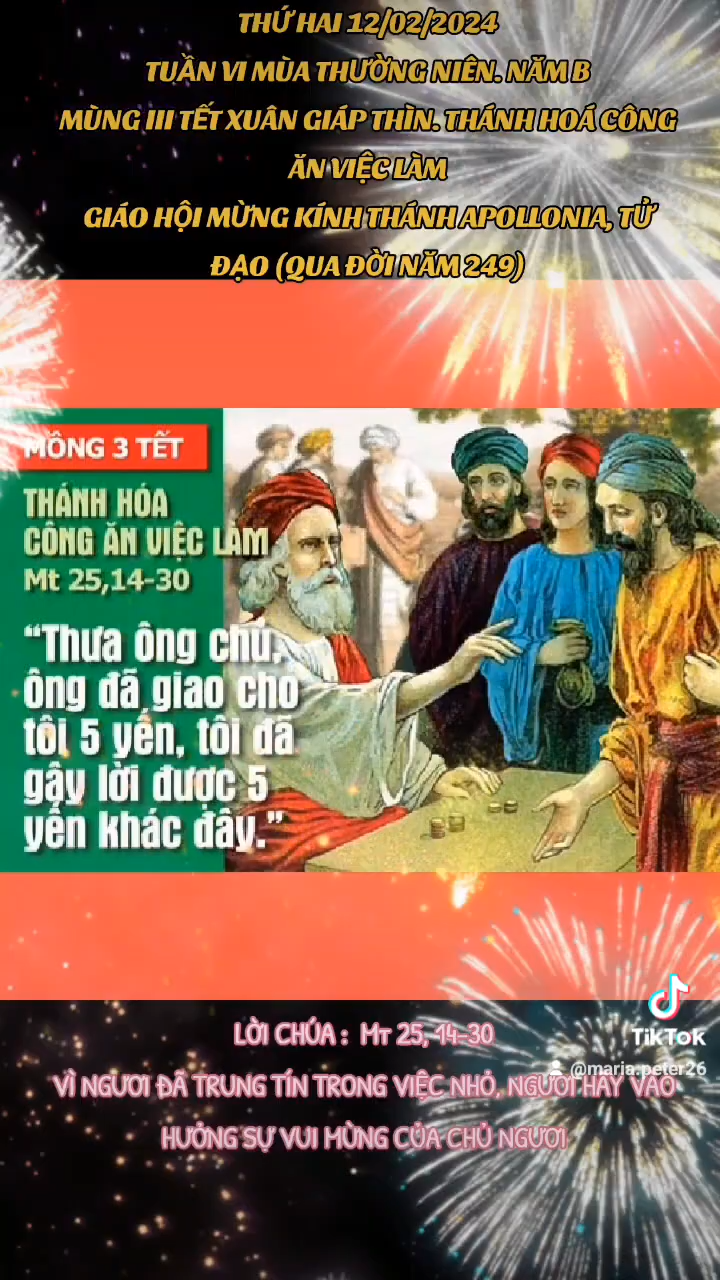 THỨ HAI 12/02/2024
TUẦN VI MÙA THƯỜNG NIÊN. NĂM B
MÙNG III TẾT XUÂN GIÁP THÌN. THÁNH HOÁ CÔNG
ĂN VIỆC LÀM
GIÁO HỘI MỪNG KÍNH THÁNH APOLLONIA, TỬ
ĐẠO (QUA ĐỜI NĂM 249)
MÔNG 3 TẾT
THÁNH HÓA
CÔNG ĂN VIỆC LÀM
Mt 25,14-30
“Thưa ông chủ,
ông đã giao cho
tôi 5 yến, tôi đã
gây lời được 5
yến khác đây.”
LỜI CHÚA : MT 25, 14-30
VÌ NGƯƠI ĐÃ TRUNG TÍN TRONG VIỆC NHỎ, NGƯƠI HÃY VÀO
HƯỞNG SỰ VUI MỪNG CỦA CHỦ NGƯƠI
TikTok
@maria.peter26